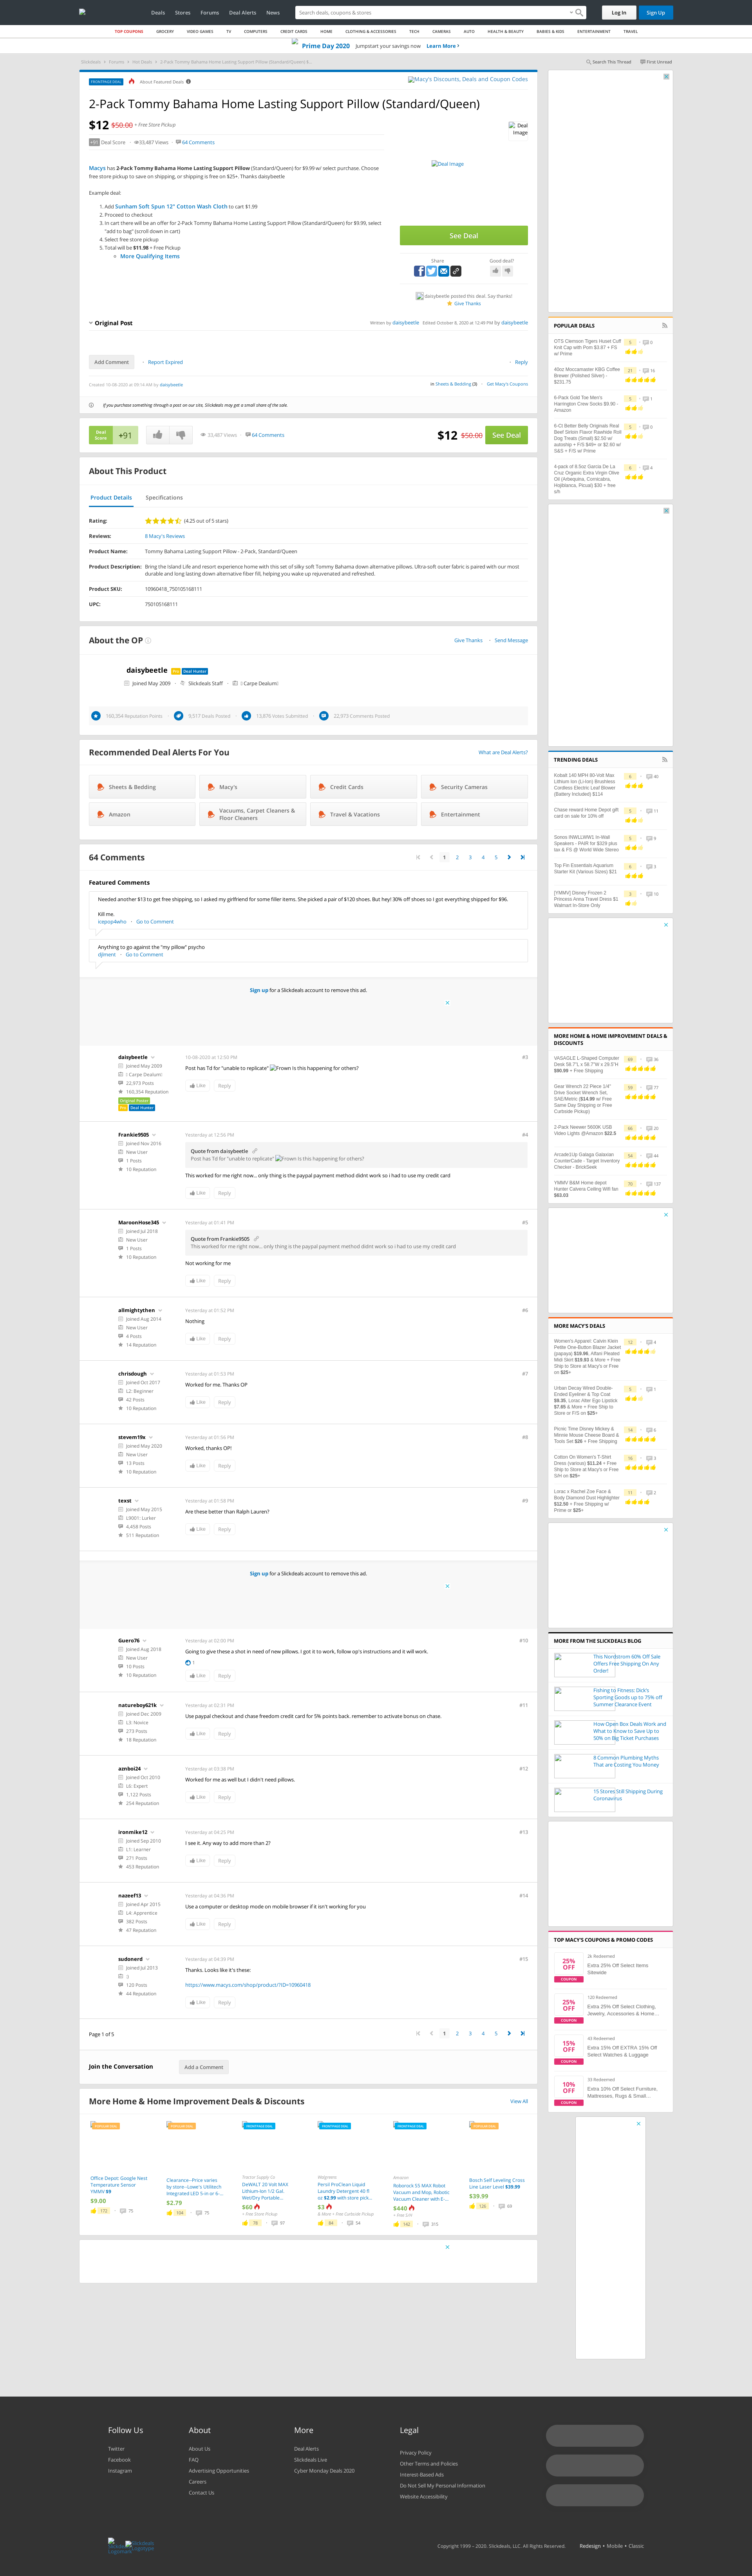 Deals
Stores
Forums
Deal Alerts
News
Search deals, coupons & stores
Log In
Sign Up
TOP COUPONS
GROCERY
VIDEO GAMES
TV
COMPUTERS
CREDIT CARDS
HOME
CLOTHING & ACCESSORIES
TECH
CAMERAS
AUTO
HEALTH & BEAUTY
BABIES & KIDS
ENTERTAINMENT
TRAVEL
Prime Day 2020 Jumpstart your savings now Learn More
Slickdeals Forums Hot Deals 2-Pack Tommy Bahama Home Lasting Support Pillow (Standard/Queen) $...
Search This Thread
First Unread
FRONTPAGE DEAL
About Featured Deals
Macy's Discounts, Deals and Coupon Codes
2-Pack Tommy Bahama Home Lasting Support Pillow (Standard/Queen)
$12 $50.00 + Free Store Pickup
+91 Deal Score 33,487 Views 64 Comments
Deal Image
Deal Image
Macys has 2-Pack Tommy Bahama Home Lasting Support Pillow (Standard/Queen) for $9.99 w/ select purchase. Choose
free store pickup to save on shipping, or shipping is free on $25+. Thanks daisybeetle
Example deal:
1. Add Sunham Soft Spun 12" Cotton Wash Cloth to cart $1.99
2. Proceed to checkout
3. In cart there will be an offer for 2-Pack Tommy Bahama Home Lasting Support Pillow (Standard/Queen) for $9.99, select
"add to bag" (scroll down in cart)
4. Select free store pickup
5. Total will be $11.98 + Free Pickup
More Qualifying Items
See Deal
Share
Good deal?
daisybeetle posted this deal. Say thanks!
Give Thanks
Original Post
Written by daisybeetle Edited October 8, 2020 at 12:49 PM by daisybeetle
Add Comment
Report Expired
Reply
Created 10-08-2020 at 09:14 AM by daisybeetle
in Sheets & Bedding (3)
Get Macy's Coupons
If you purchase something through a post on our site, Slickdeals may get a small share of the sale.
Deal Score
+91
33,487 Views
64 Comments
$12 $50.00
See Deal
About This Product
Product Details
Specifications
Rating: (4.25 out of 5 stars)
Reviews: 8 Macy's Reviews
Product Name: Tommy Bahama Lasting Support Pillow - 2-Pack, Standard/Queen
Product Description: Bring the Island Life and resort experience home with this set of silky soft Tommy Bahama down alternative pillows. Ultra-soft outer fabric is paired with our most
durable and longest lasting down alternative fiber fill, helping you wake up rejuvenated and refreshed.
Product SKU: 10960418_750105168111
UPC: 750105168111
About the OP
Give Thanks
Send Message
daisybeetle Pro Deal Hunter
Joined May 2009 Slickdeals Staff Carpe Dealum!
160,354 Reputation Points
9,517 Deals Posted
13,876 Votes Submitted
22,973 Comments Posted
Recommended Deal Alerts For You
What are Deal Alerts?
Sheets & Bedding
Macy's
Credit Cards
Security Cameras
Amazon
Vacuums, Carpet Cleaners & Floor Cleaners
Travel & Vacations
Entertainment
64 Comments
1 2 3 4 5
Featured Comments
Needed another $13 to get free shipping, so I asked my girlfriend for some filler items. She picked a pair of $120 shoes. But hey! 30% off shoes so I got everything shipped for $96.
Kill me.
icepop4who Go to Comment
Anything to go against the "my pillow" psycho
djlment Go to Comment
Sign up for a Slickdeals account to remove this ad.
daisybeetle
Joined May 2009
Carpe Dealum!
22,973 Posts
160,354 Reputation
Original Poster
Pro Deal Hunter
10-08-2020 at 12:50 PM
#3
Post has Td for "unable to replicate" Frown is this happening for others?
Like
Reply
Frankie9505
Joined Nov 2016
New User
1 Posts
10 Reputation
Yesterday at 12:50 PM
#4
Quote from daisybeetle
Post has Td for "unable to replicate" Frown is this happening for others?
This worked for me right now... only thing is the paypal payment method didnt work so i had to use my credit card
Like
Reply
MaroonHose345
Joined Jul 2018
New User
1 Posts
10 Reputation
Yesterday at 01:41 PM
#5
Quote from Frankie9505
This worked for me right now... only thing is the paypal payment method didnt work so i had to use my credit card
Not working for me
Like
Reply
allmightythen
Joined Aug 2014
New User
4 Posts
14 Reputation
Yesterday at 01:52 PM
#6
Nothing
Like
Reply
chrisdough
Joined Oct 2017
L2: Beginner
42 Posts
10 Reputation
Yesterday at 01:53 PM
#7
Worked for me. Thanks OP
Like
Reply
stevem19x
Joined May 2020
New User
13 Posts
10 Reputation
Yesterday at 01:56 PM
#8
Worked, thanks OP!
Like
Reply
texst
Joined May 2013
L9001: Lurker
4,458 Posts
511 Reputation
Yesterday at 01:58 PM
#9
Are these better than Ralph Lauren?
Like
Reply
Sign up for a Slickdeals account to remove this ad.
Guero76
Joined Aug 2018
New User
10 Posts
10 Reputation
Yesterday at 02:00 PM
#10
Going to give these a shot in need of new pillows. I got it to work, follow op's instructions and it will work.
1
Like
Reply
natureboy621k
Joined Dec 2009
L3: Novice
273 Posts
18 Reputation
Yesterday at 02:31 PM
#11
Use paypal checkout and chase freedom credit card for 5% points back. remember to activate bonus on chase.
Like
Reply
aznboi24
Joined Oct 2010
L6: Expert
1,122 Posts
254 Reputation
Yesterday at 03:38 PM
#12
Worked for me as well but I didn't need pillows.
Like
Reply
ironmike12
Joined Sep 2010
L1: Learner
271 Posts
453 Reputation
Yesterday at 04:25 PM
#13
I see it. Any way to add more than 2?
Like
Reply
nazeef13
Joined Apr 2015
L4: Apprentice
382 Posts
47 Reputation
Yesterday at 04:36 PM
#14
Use a computer or desktop mode on mobile browser if it isn't working for you
Like
Reply
sudonerd
Joined Jul 2013
:)
120 Posts
44 Reputation
Yesterday at 04:39 PM
#15
Thanks. Looks like it's these:
https://www.macys.com/shop/product/?ID=10960418
Like
Reply
Page 1 of 5
1 2 3 4 5
Join the Conversation
Add a Comment
More Home & Home Improvement Deals & Discounts
View All
Office Depot: Google Nest Temperature Sensor YMMV $9
$9.00
172 75
Clearance--Price varies by store--Lowe's Utilitech Integrated LED 5 in or 6-...
$2.79
104 75
Tractor Supply Co
DeWALT 20 Volt MAX Lithium-Ion 1/2 Gal. Wet/Dry Portable...
$60
+ Free Store Pickup
78 97
Walgreens
Persil ProClean Liquid Laundry Detergent 40 fl oz $2.99 with store pick...
$3
& More + Free Curbside Pickup
84 54
Amazon
Roborock S5 MAX Robot Vacuum and Mop, Robotic Vacuum Cleaner with E-...
$440
+ Free S/H
142 315
Bosch Self Leveling Cross Line Laser Level $39.99
$39.99
126 69
POPULAR DEALS
OTS Clemson Tigers Huset Cuff Knit Cap with Pom $3.87 + FS w/ Prime
5 0
40oz Moccamaster KBG Coffee Brewer (Polished Silver) - $231.75
21 16
6-Pack Gold Toe Men's Harrington Crew Socks $9.90 - Amazon
5 1
6-Ct Better Belly Originals Real Beef Sirloin Flavor Rawhide Roll Dog Treats (Small) $2.50 w/ autoship + F/S $49+ or $2.60 w/ S&S + F/S w/ Prime
5 0
4-pack of 8.5oz Garcia De La Cruz Organic Extra Virgin Olive Oil (Arbequina, Cornicabra, Hojiblanca, Picual) $30 + free s/h
6 4
TRENDING DEALS
Kobalt 140 MPH 80-Volt Max Lithium Ion (Li-Ion) Brushless Cordless Electric Leaf Blower (Battery Included) $114
6 40
Chase reward Home Depot gift card on sale for 10% off
5 11
Sonos INWLLWW1 In-Wall Speakers - PAIR for $329 plus tax & FS @ World Wide Stereo
5 9
Top Fin Essentials Aquarium Starter Kit (Various Sizes) $21
6 3
[YMMV] Disney Frozen 2 Princess Anna Travel Dress $1 Walmart In-Store Only
2 10
MORE HOME & HOME IMPROVEMENT DEALS & DISCOUNTS
VASAGLE L-Shaped Computer Desk 58.7"L x 58.7"W x 29.5"H $90.99 + Free Shipping
69 36
Gear Wrench 22 Piece 1/4" Drive Socket Wrench Set, SAE/Metric ($14.99 w/ Free Same Day Shipping or Free Curbside Pickup)
59 77
2-Pack Neewer 5600K USB Video Lights @Amazon $22.5
66 20
Arcade1Up Galaga Galaxian CounterCade - Target Inventory Checker - BrickSeek
54 44
YMMV B&M Home depot Hunter Calvera Ceiling Wifi fan $63.03
70 137
MORE MACY'S DEALS
Women's Apparel: Calvin Klein Petite One-Button Blazer Jacket (papaya) $19.98, Alfani Pleated Midi Skirt $19.93 & More + Free Ship to Store at Macy's or Free on $25+
12 4
Urban Decay Wired Double-Ended Eyeliner & Top Coat $9.35, Lorac Alter Ego Lipstick $7.65 & More + Free Ship to Store or F/S on $25+
5 1
Picnic Time Disney Mickey & Minnie Mouse Cheese Board & Tools Set $26 + Free Shipping
14 6
Cotton On Women's T-Shirt Dress (various) $11.24 + Free Ship to Store at Macy's or Free S/H on $25+
16 3
Lorac x Rachel Zoe Face & Body Diamond Dust Highlighter $12.50 + Free Shipping w/ Prime or $25+
11 2
MORE FROM THE SLICKDEALS BLOG
This Nordstrom 60% Off Sale Offers Free Shipping On Any Order!
Fishing to Fitness: Dick's Sporting Goods up to 75% off Summer Clearance Event
How Open Box Deals Work and What to Know to Save Up to 50% on Big Ticket Purchases
8 Common Plumbing Myths That are Costing You Money
15 Stores Still Shipping During Coronavirus
TOP MACY'S COUPONS & PROMO CODES
25% OFF COUPON
2k Redeemed
Extra 25% Off Select Items Sitewide
25% OFF COUPON
120 Redeemed
Extra 25% Off Select Clothing, Jewelry, Accessories & Home...
15% OFF COUPON
43 Redeemed
Extra 15% Off EXTRA 15% Off Select Watches & Luggage
10% OFF COUPON
33 Redeemed
Extra 10% Off Select Furniture, Mattresses, Rugs & Small...
Follow Us
Twitter
Facebook
Instagram
About
About Us
FAQ
Advertising Opportunities
Careers
Contact Us
More
Deal Alerts
Slickdeals Live
Cyber Monday Deals 2020
Legal
Privacy Policy
Other Terms and Policies
Interest-Based Ads
Do Not Sell My Personal Information
Website Accessibility
Slickdeals Logomark
Slickdeals Logotype
Copyright 1999 – 2020. Slickdeals, LLC. All Rights Reserved.
Redesign • Mobile • Classic